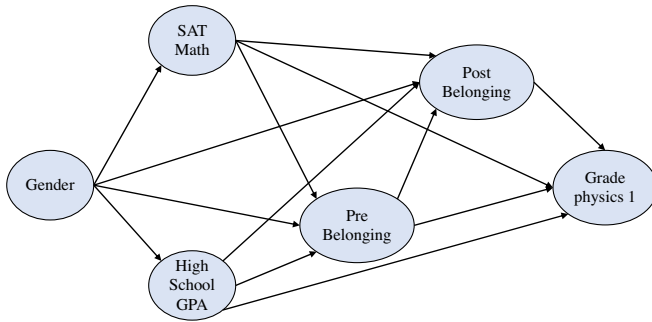 SAT
Math
Post
Belonging
Gender
Grade
physics 1
Pre
Belonging
High
School
GPA